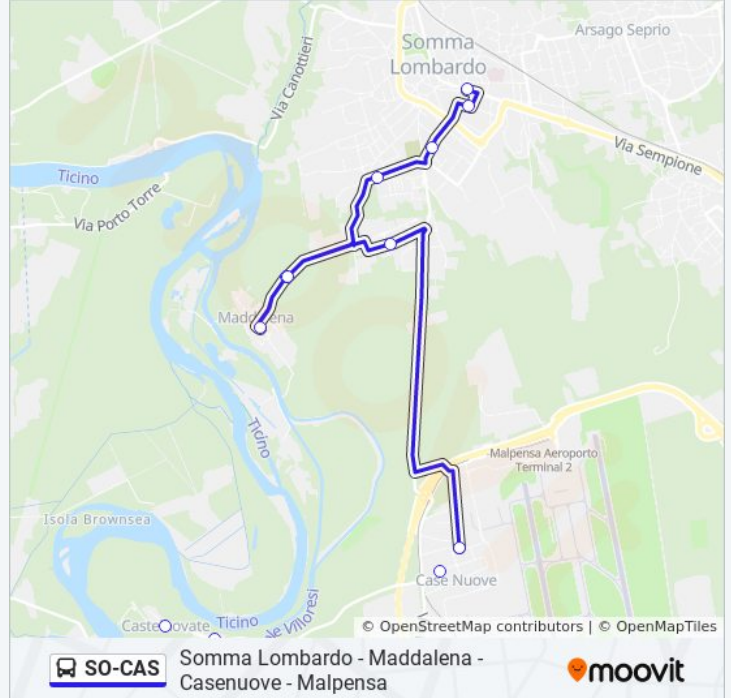 Arsago Seprio
Somma
Lombardo
Via Canottieri
Via Sempione
Ticino
Via Porto Torre
Maddalena
Ticino
Malpensa Aeroporto
Terminal 2
Isola Brownsea
Case Nuove
Ticino
© OpenStreetMap contributors | © OpenMapTiles
SO-CAS
Somma Lombardo - Maddalena -
Casenuove - Malpensa
moovit